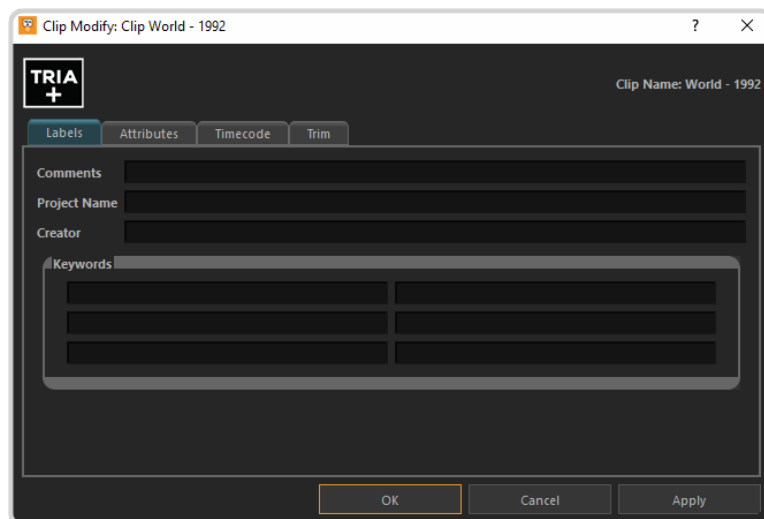 Clip Modify: Clip World - 1992
?
TRIA
+
Clip Name: World - 1992
Labels Attributes Timecode Trim
Comments
Project Name
Creator
Keywords
OK Cancel Apply